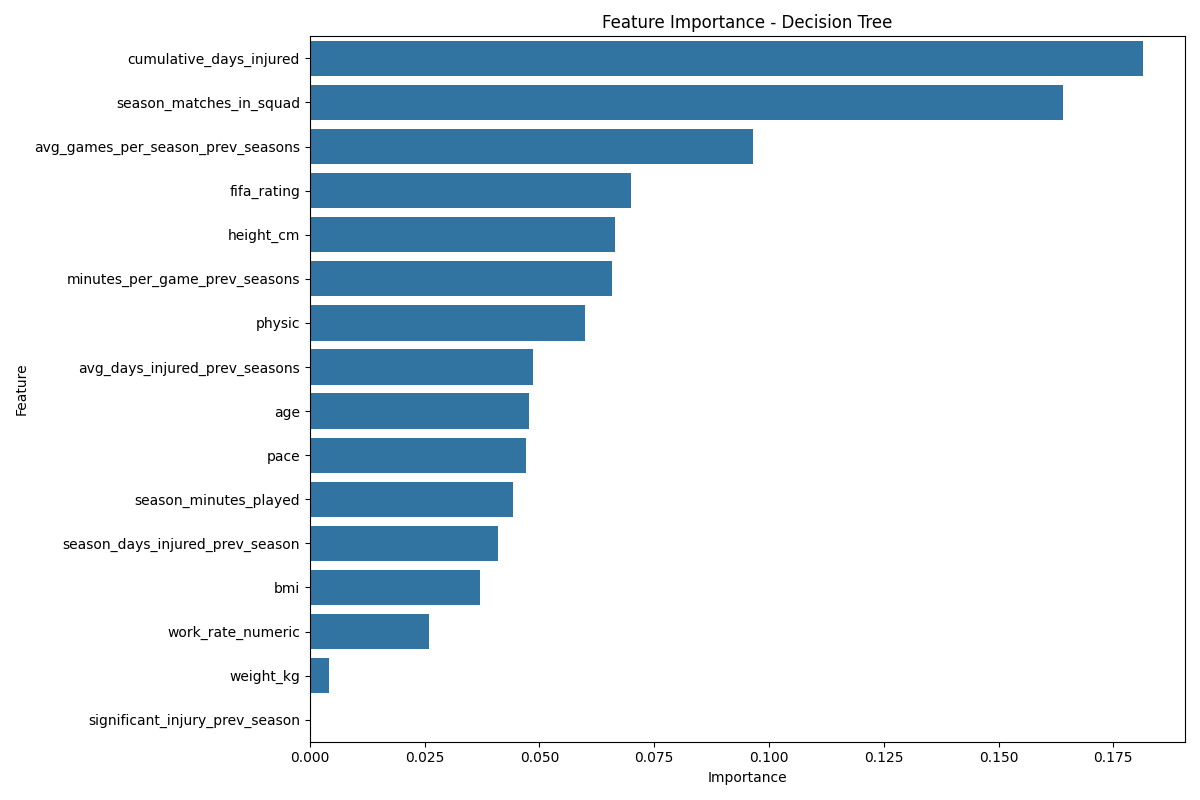 Feature Importance - Decision Tree
cumulative_days_injured
season_matches_in_squad
avg_games_per_season_prev_seasons
fifa_rating
height_cm
minutes_per_game_prev_seasons
physic
avg_days_injured_prev_seasons
age
pace
season_minutes_played
season_days_injured_prev_season
bmi
work_rate_numeric
weight_kg
significant_injury_prev_season
Feature
0.000 0.025 0.050 0.075 0.100 0.125 0.150 0.175
Importance